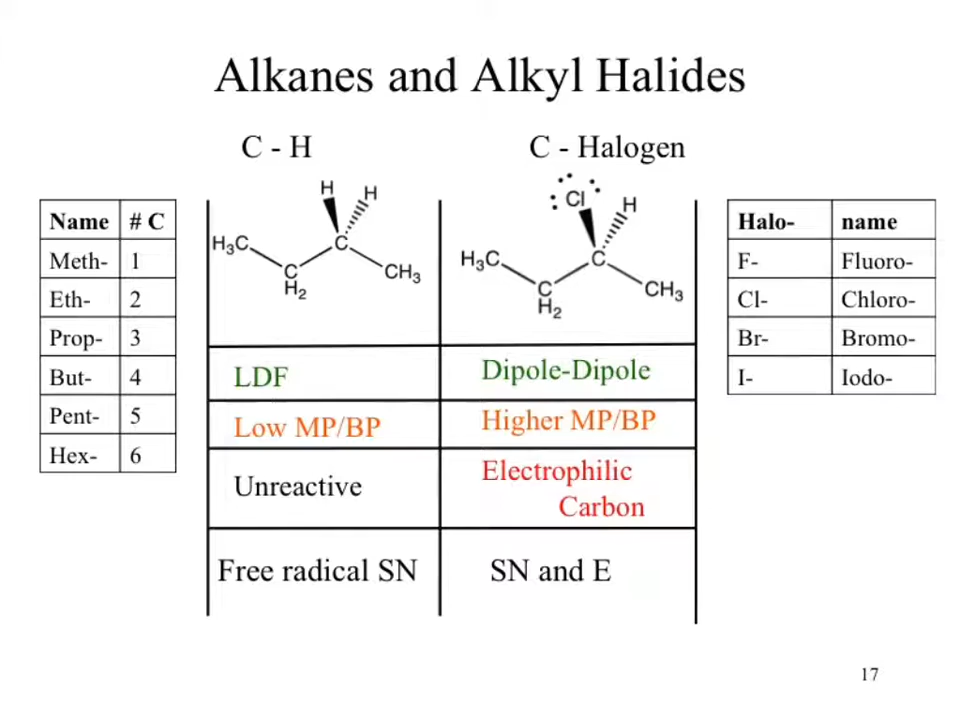 Alkanes and Alkyl Halides
C - H
C - Halogen
Name # C
Meth- 1
Eth- 2
Prop- 3
But- 4
Pent- 5
Hex- 6
H H
H3C C
C CH3
H2
Cl H
H3C C
C CH3
H2
Halo- name
F- Fluoro-
Cl- Chloro-
Br- Bromo-
I- Iodo-
LDF Dipole-Dipole
Low MP/BP Higher MP/BP
Unreactive Electrophilic
Carbon
Free radical SN SN and E
17